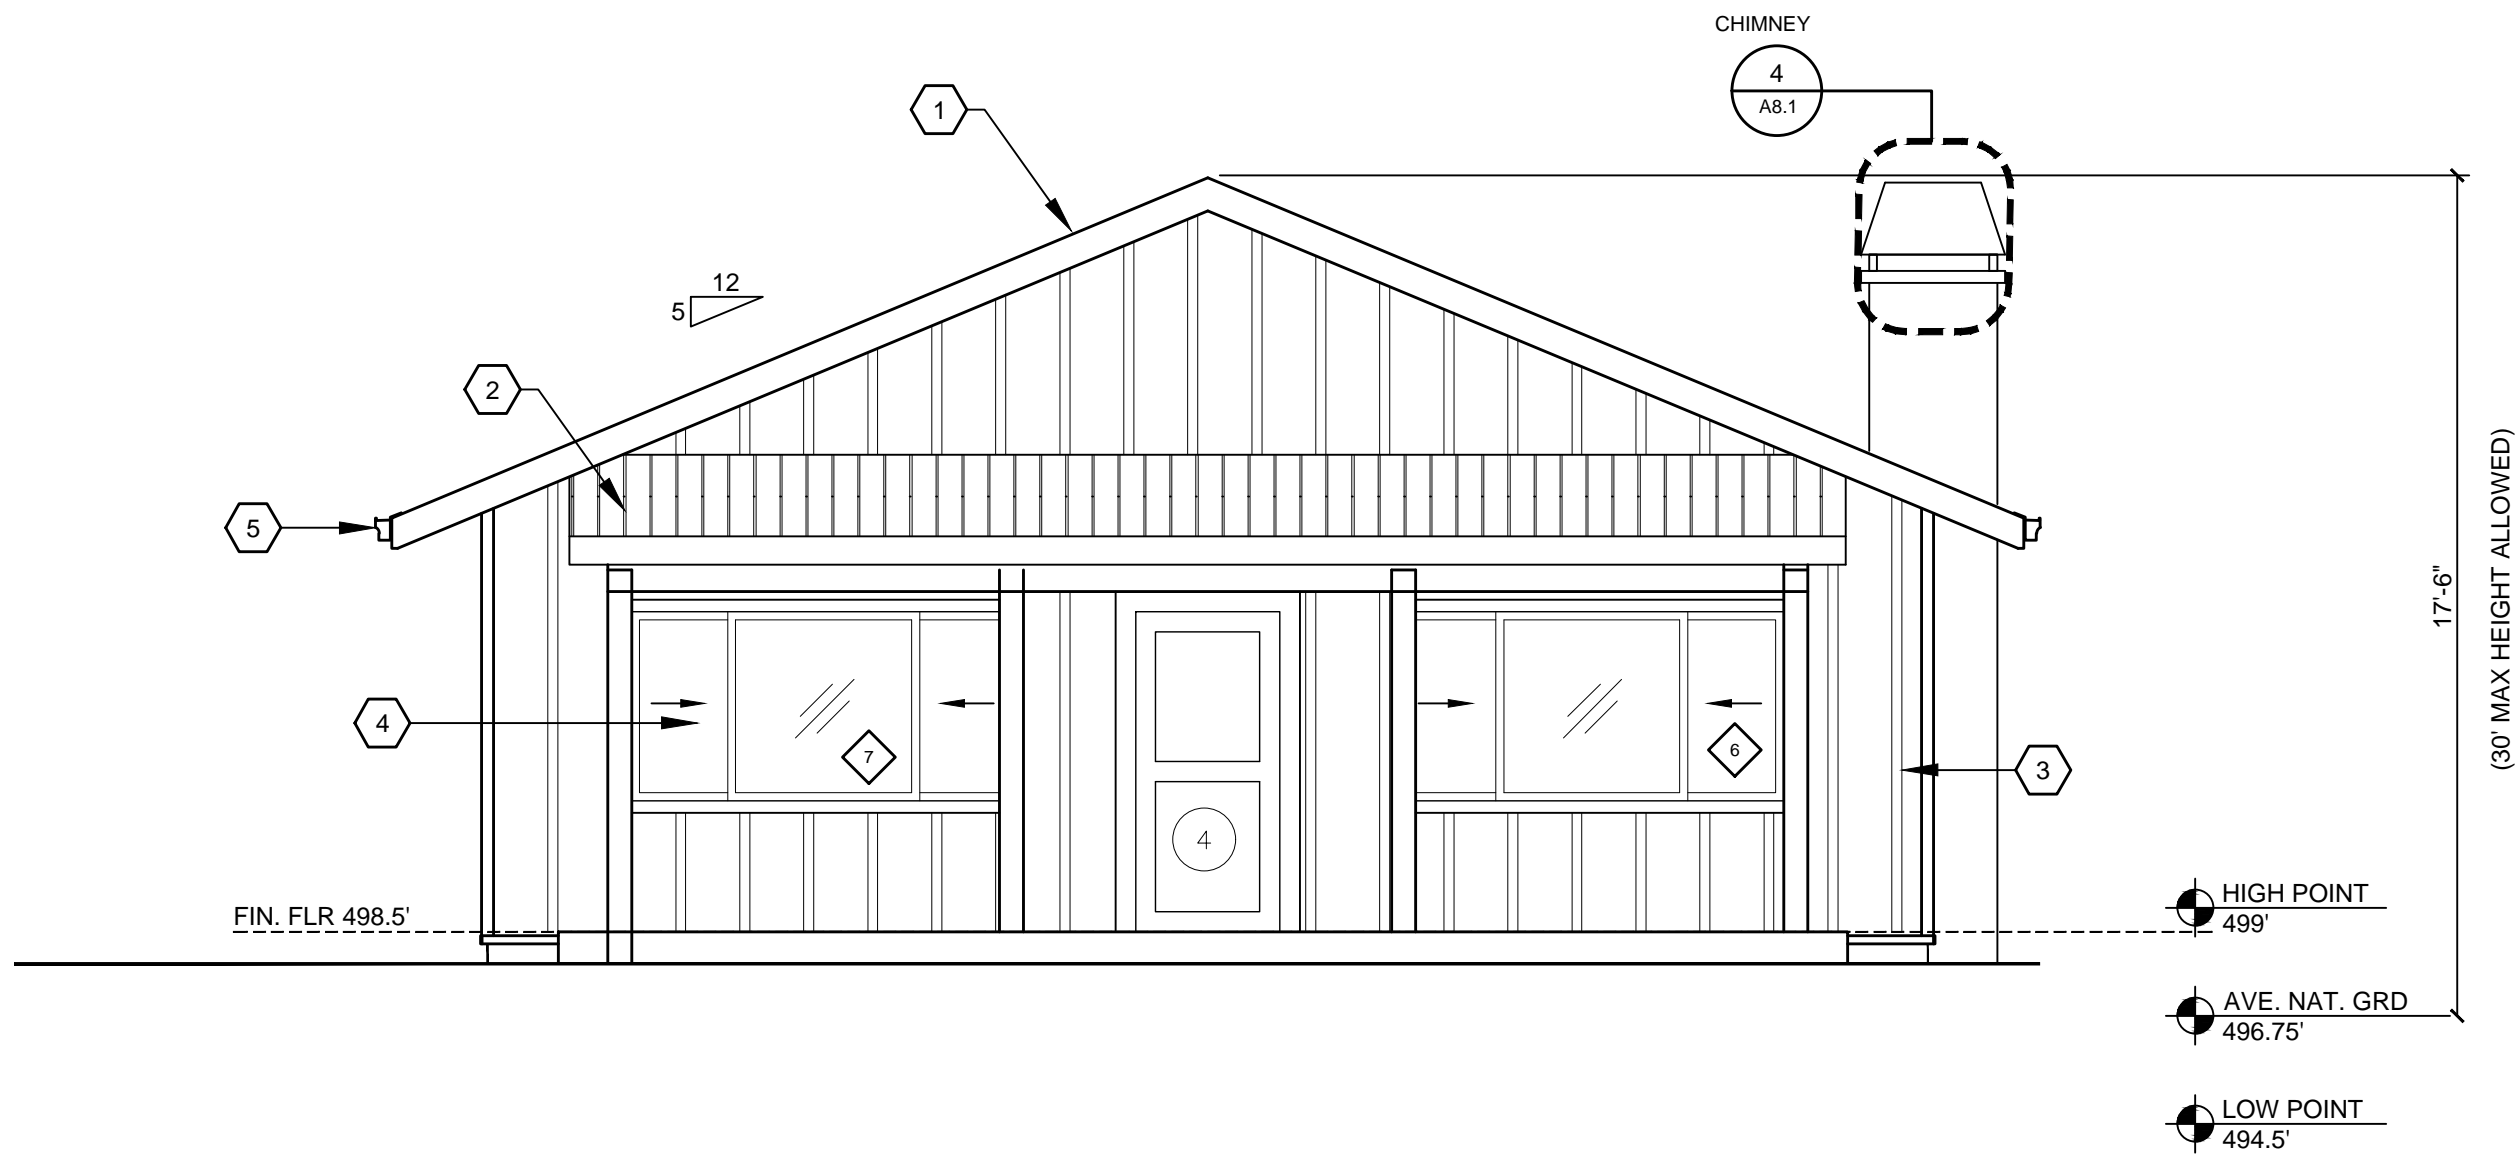 CHIMNEY
4
A8.1
1
12
5
2
5
4
7
6
3
4
17'-6"
(30' MAX HEIGHT ALLOWED)
FIN. FLR 498.5'
HIGH POINT
499'
AVE. NAT. GRD
496.75'
LOW POINT
494.5'